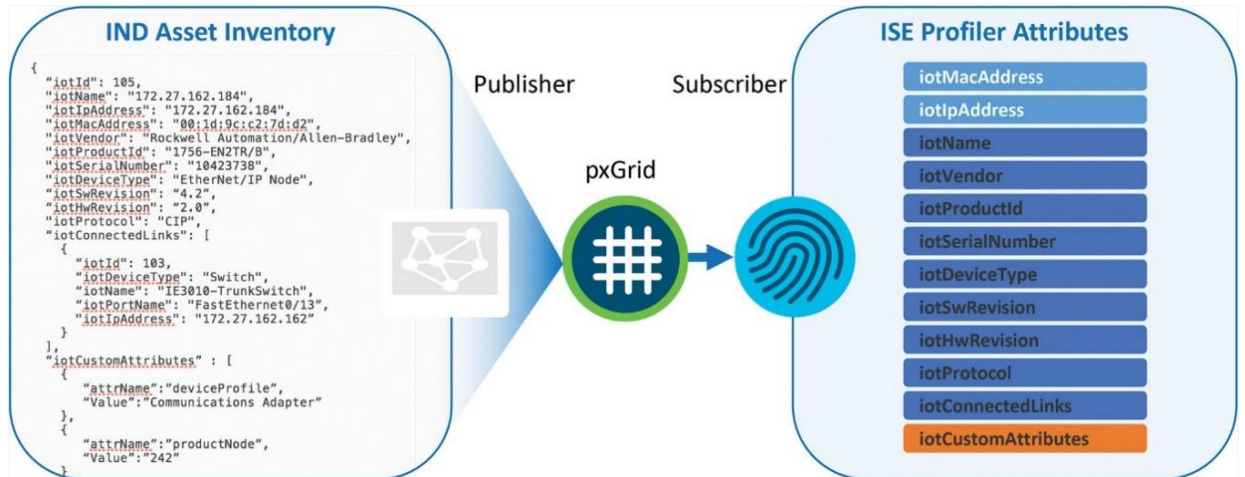 IND Asset Inventory
{
"iotId": 105,
"iotName": "172.27.162.184",
"iotIpAddress": "172.27.162.184",
"iotMacAddress": "00:1d:9c:c2:7d:d2",
"iotVendor": "Rockwell Automation/Allen-Bradley",
"iotProductId": "1756-EN2TR/B",
"iotSerialNumber": "10423738",
"iotDeviceType": "EtherNet/IP Node",
"iotSwRevision": "4.2",
"iotHwRevision": "2.0",
"iotProtocol": "CIP",
"iotConnectedLinks": [
{
"iotId": 103,
"iotDeviceType": "Switch",
"iotName": "IE3010-TrunkSwitch",
"iotPortName": "FastEthernet0/13",
"iotIpAddress": "172.27.162.162"
}
],
"iotCustomAttributes" : [
{
"attrName":"deviceProfile",
"Value":"Communications Adapter"
},
{
"attrName":"productNode",
"Value":"242"
}
Publisher
pxGrid
Subscriber
ISE Profiler Attributes
iotMacAddress
iotIpAddress
iotName
iotVendor
iotProductId
iotSerialNumber
iotDeviceType
iotSwRevision
iotHwRevision
iotProtocol
iotConnectedLinks
iotCustomAttributes